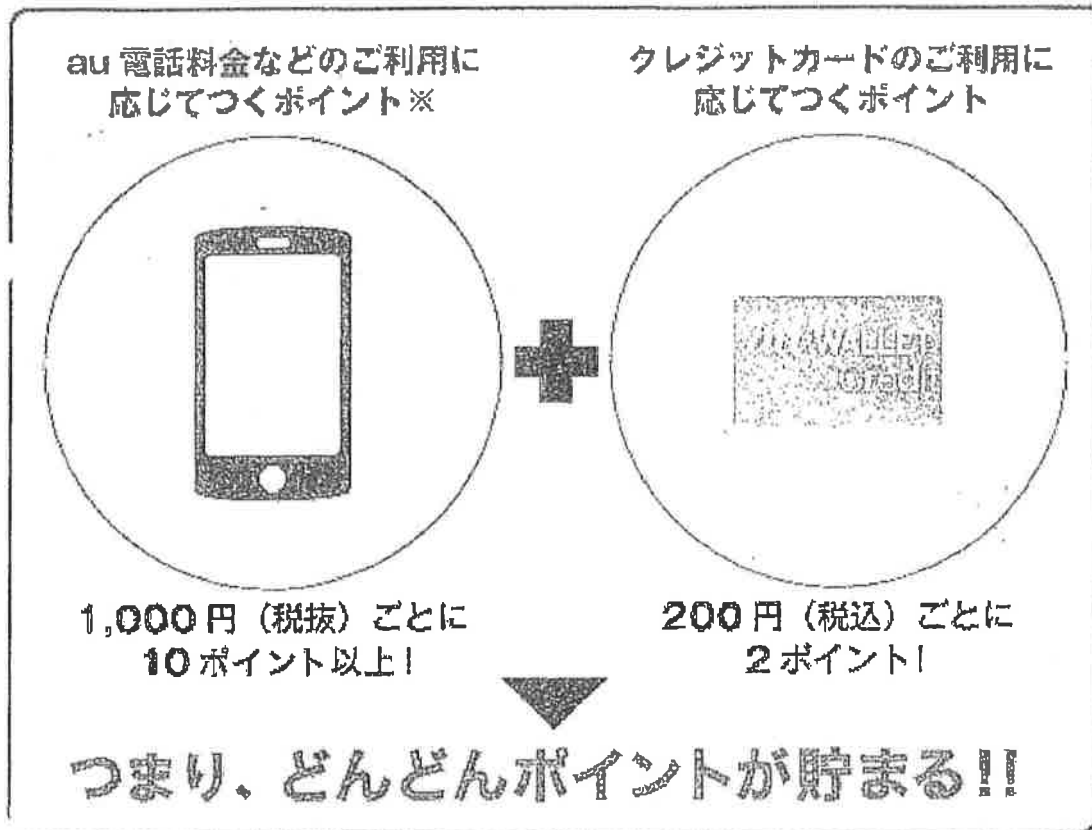 au 電話料金などのご利用に
応じてつくポイント※
クレジットカードのご利用に
応じてつくポイント
WALLET
1,000円（税抜）ごとに
10ポイント以上！
200円（税込）ごとに
2ポイント！
つまり、どんどんポイントが貯まる!!